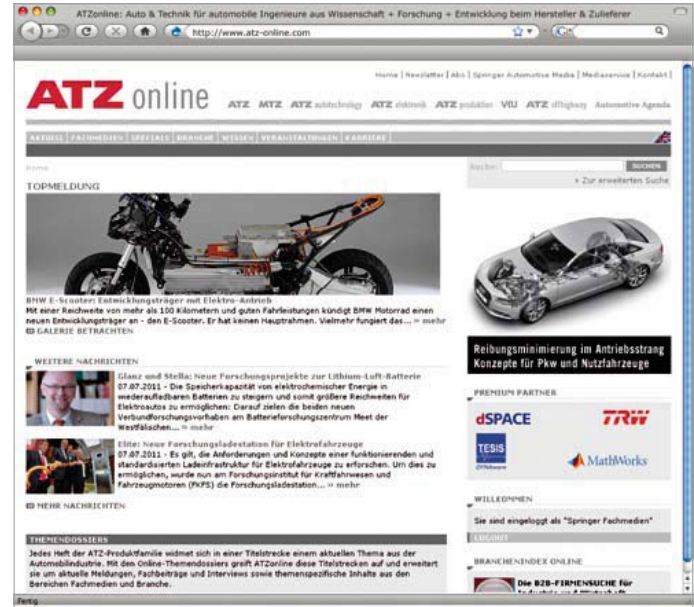 ATZonline: Auto & Technik für automobile Ingenieure aus Wissenschaft + Forschung + Entwicklung beim Hersteller & Zulieferer
http://www.atz-online.com
Home | Newsletter | Abo | Springer Automotive Media | Mediaservice | Kontakt |
ATZ online
ATZ MTZ ATZ autotechnology ATZ elektronik ATZ produktion VKU ATZ offhighway Automotive Agenda
AKTUELL | FACHMEDIEN | SPECIALS | BRANCHE | WISSEN | VERANSTALTUNGEN | KARRIERE |
Home
Suche: SUCHEN
» Zur erweiterten Suche
TOPMELDUNG
BMW E-Scooter: Entwicklungsträger mit Elektro-Antrieb
Mit einer Reichweite von mehr als 100 Kilometern und guten Fahrleistungen kündigt BMW Motorrad einen
neuen Entwicklungsträger an - den E-Scooter. Er hat keinen Hauptrahmen. Vielmehr fungiert das... » mehr
GALERIE BETRACHTEN
WEITERE NACHRICHTEN
Glanz und Stella: Neue Forschungsprojekte zur Lithium-Luft-Batterie
07.07.2011 - Die Speicherkapazität von elektrochemischer Energie in
wiederaufladbaren Batterien zu steigern und somit größere Reichweiten für
Elektroautos zu ermöglichen: Darauf zielen die beiden neuen
Verbundforschungsvorhaben am Batterieforschungszentrum Meet der
Westfälischen... » mehr
Elite: Neue Forschungsladestation für Elektrofahrzeuge
07.07.2011 - Es gilt, die Anforderungen und Konzepte einer funktionierenden und
standardisierten Ladeinfrastruktur für Elektrofahrzeuge zu erforschen. Um dies zu
ermöglichen, wurde nun am Forschungsinstitut für Kraftfahrwesen und
Fahrzeugmotoren (FKFS) die Forschungsladestation... » mehr
MEHR NACHRICHTEN
THEMENDOSSIERS
Jedes Heft der ATZ-Produktfamilie widmet sich in einer Titelstrecke einem aktuellen Thema aus der
Automobilindustrie. Mit den Online-Themendossiers greift ATZonline diese Titelstrecken auf und erweitert
sie um aktuelle Meldungen, Fachbeiträge und Interviews sowie themenspezifische Inhalte aus den
Bereichen Fachmedien und Branche.
Reibungsminimierung im Antriebsstrang
Konzepte für Pkw und Nutzfahrzeuge
PREMIUM PARTNER
dSPACE
TRW
TESIS
DYNAware
MathWorks
WILLKOMMEN
Sie sind eingeloggt als "Springer Fachmedien"
LOGOUT
BRANCHENINDEX ONLINE
Die B2B-FIRMENSUCHE für
Industrie und Wirtschaft
Fertig